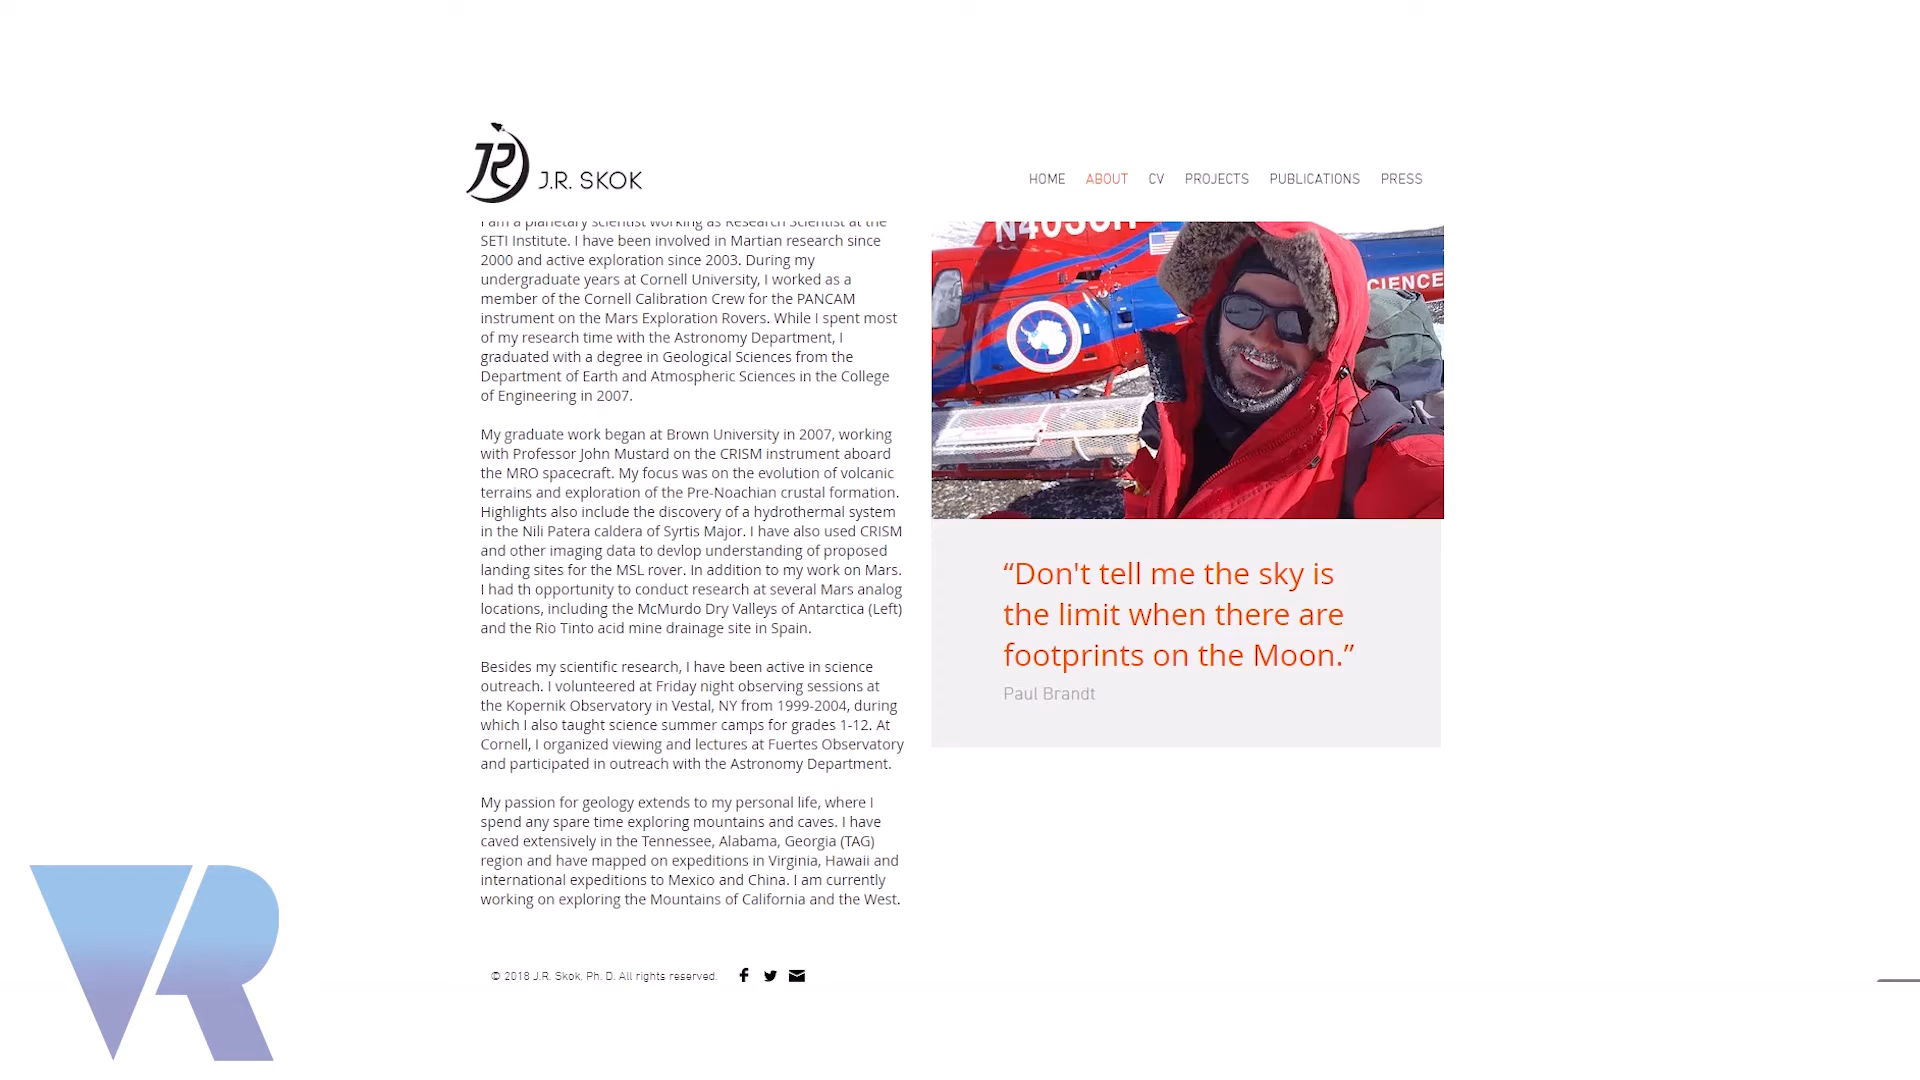 J.R. SKOK
HOME ABOUT CV PROJECTS PUBLICATIONS PRESS
I am a planetary scientist working as Research Scientist at the
SETI Institute. I have been involved in Martian research since
2000 and active exploration since 2003. During my
undergraduate years at Cornell University, I worked as a
member of the Cornell Calibration Crew for the PANCAM
instrument on the Mars Exploration Rovers. While I spent most
of my research time with the Astronomy Department, I
graduated with a degree in Geological Sciences from the
Department of Earth and Atmospheric Sciences in the College
of Engineering in 2007.
My graduate work began at Brown University in 2007, working
with Professor John Mustard on the CRISM instrument aboard
the MRO spacecraft. My focus was on the evolution of volcanic
terrains and exploration of the Pre-Noachian crustal formation.
Highlights also include the discovery of a hydrothermal system
in the Nili Patera caldera of Syrtis Major. I have also used CRISM
and other imaging data to devlop understanding of proposed
landing sites for the MSL rover. In addition to my work on Mars.
I had th opportunity to conduct research at several Mars analog
locations, including the McMurdo Dry Valleys of Antarctica (Left)
and the Rio Tinto acid mine drainage site in Spain.
Besides my scientific research, I have been active in science
outreach. I volunteered at Friday night observing sessions at
the Kopernik Observatory in Vestal, NY from 1999-2004, during
which I also taught science summer camps for grades 1-12. At
Cornell, I organized viewing and lectures at Fuertes Observatory
and participated in outreach with the Astronomy Department.
My passion for geology extends to my personal life, where I
spend any spare time exploring mountains and caves. I have
caved extensively in the Tennessee, Alabama, Georgia (TAG)
region and have mapped on expeditions in Virginia, Hawaii and
international expeditions to Mexico and China. I am currently
working on exploring the Mountains of California and the West.
CIENCE
“Don't tell me the sky is
the limit when there are
footprints on the Moon.”
Paul Brandt
© 2018 J.R. Skok. Ph. D. All rights reserved.
VR